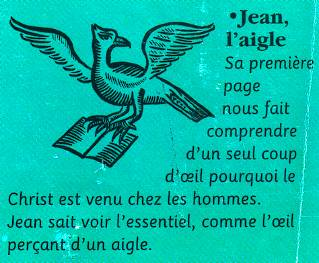 •Jean,
l'aigle
Sa première
page
nous fait
comprendre
d'un seul coup
d'œil pourquoi le
Christ est venu chez les hommes.
Jean sait voir l'essentiel, comme l'œil
perçant d'un aigle.